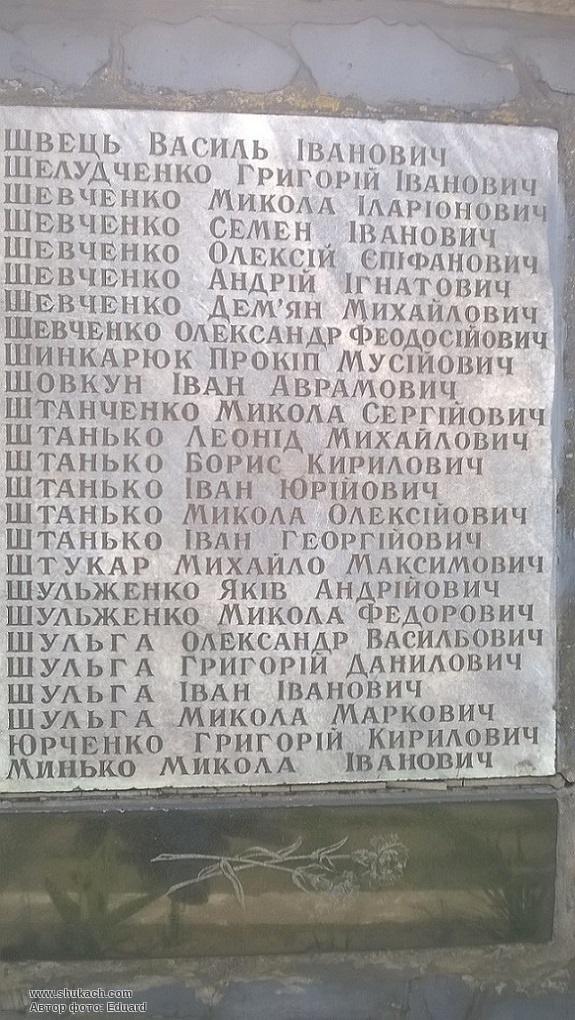 ШВЕЦЬ ВАСИЛЬ ІВАНОВИЧ
ШЕЛУДЧЕНКО ГРИГОРІЙ ІВАНОВИЧ
ШЕВЧЕНКО МИКОЛА ІЛАРІОНОВИЧ
ШЕВЧЕНКО СЕМЕН ІВАНОВИЧ
ШЕВЧЕНКО ОЛЕКСІЙ ЄПІФАНОВИЧ
ШЕВЧЕНКО АНДРІЙ ІГНАТОВИЧ
ШЕВЧЕНКО ДЕМ'ЯН МИХАЙЛОВИЧ
ШЕВЧЕНКО ОЛЕКСАНДР ФЕОДОСІЙОВИЧ
ШИНКАРЮК ПРОКІП МУСІЙОВИЧ
ШОВКУН ІВАН АВРАМОВИЧ
ШТАНЧЕНКО МИКОЛА СЕРГІЙОВИЧ
ШТАНЬКО ЛЕОНІД МИХАЙЛОВИЧ
ШТАНЬКО БОРИС КИРИЛОВИЧ
ШТАНЬКО ІВАН ЮРІЙОВИЧ
ШТАНЬКО МИКОЛА ОЛЕКСІЙОВИЧ
ШТАНЬКО ІВАН ГЕОРГІЙОВИЧ
ШТУКАР МИХАЙЛО МАКСИМОВИЧ
ШУЛЬЖЕНКО ЯКІВ АНДРІЙОВИЧ
ШУЛЬЖЕНКО МИКОЛА ФЕДОРОВИЧ
ШУЛЬГА ОЛЕКСАНДР ВАСИЛЬОВИЧ
ШУЛЬГА ГРИГОРІЙ ДАНИЛОВИЧ
ШУЛЬГА ІВАН ІВАНОВИЧ
ШУЛЬГА МИКОЛА МАРКОВИЧ
ЮРЧЕНКО ГРИГОРІЙ КИРИЛОВИЧ
МИНЬКО МИКОЛА ІВАНОВИЧ
www.shukach.com
Автор фото: Eduard